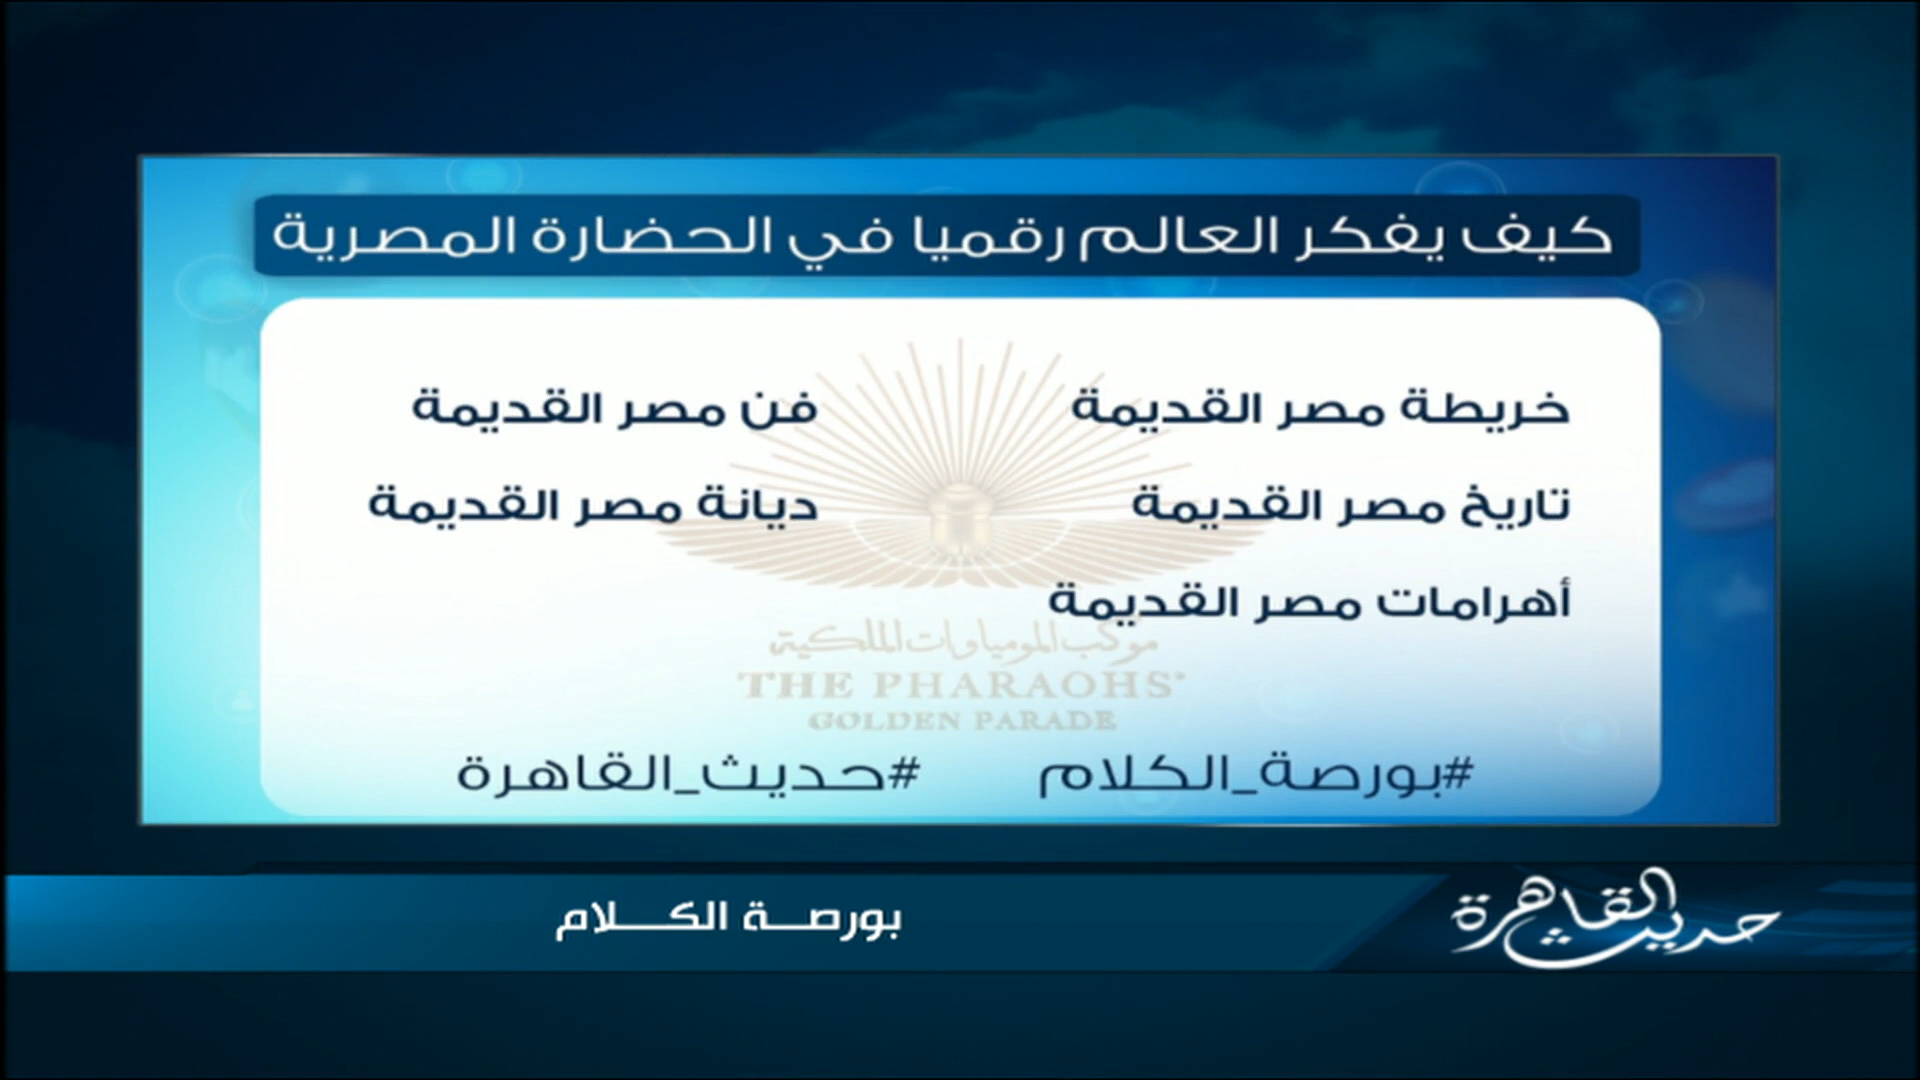 كيف يفكر العالم رقميا في الحضارة المصرية
خريطة مصر القديمة
فن مصر القديمة
تاريخ مصر القديمة
ديانة مصر القديمة
أهرامات مصر القديمة
موكب المومياوات الملكية
THE PHARAOHS'
GOLDEN PARADE
#بورصة_الكلام
#حديث_القاهرة
بورصـة الكـــلام
حديث القاهرة